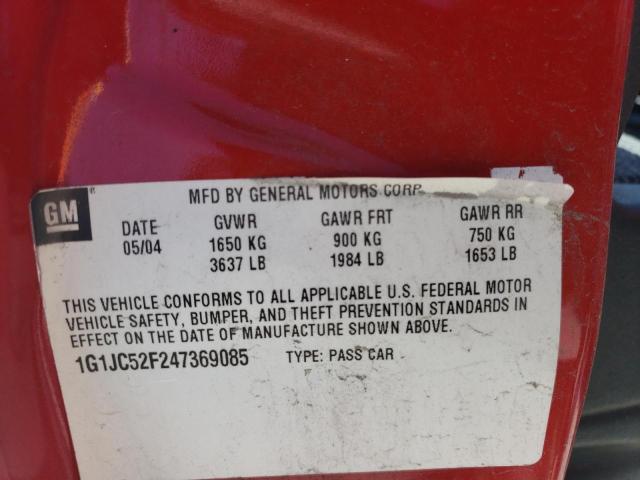 GM ®
MFD BY GENERAL MOTORS CORP
DATE GVWR GAWR FRT GAWR RR
05/04 1650 KG 900 KG 750 KG
3637 LB 1984 LB 1653 LB
THIS VEHICLE CONFORMS TO ALL APPLICABLE U.S. FEDERAL MOTOR
VEHICLE SAFETY, BUMPER, AND THEFT PREVENTION STANDARDS IN
EFFECT ON THE DATE OF MANUFACTURE SHOWN ABOVE.
1G1JC52F247369085 TYPE: PASS CAR